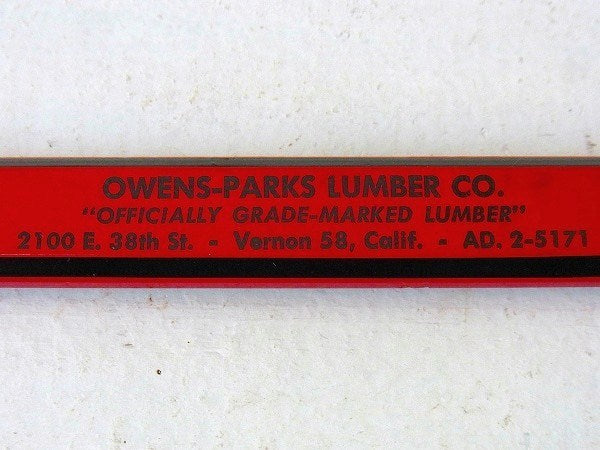 OWENS-PARKS LUMBER CO.
"OFFICIALLY GRADE-MARKED LUMBER"
2100 E. 38th St. - Vernon 58, Calif. - AD. 2-5171